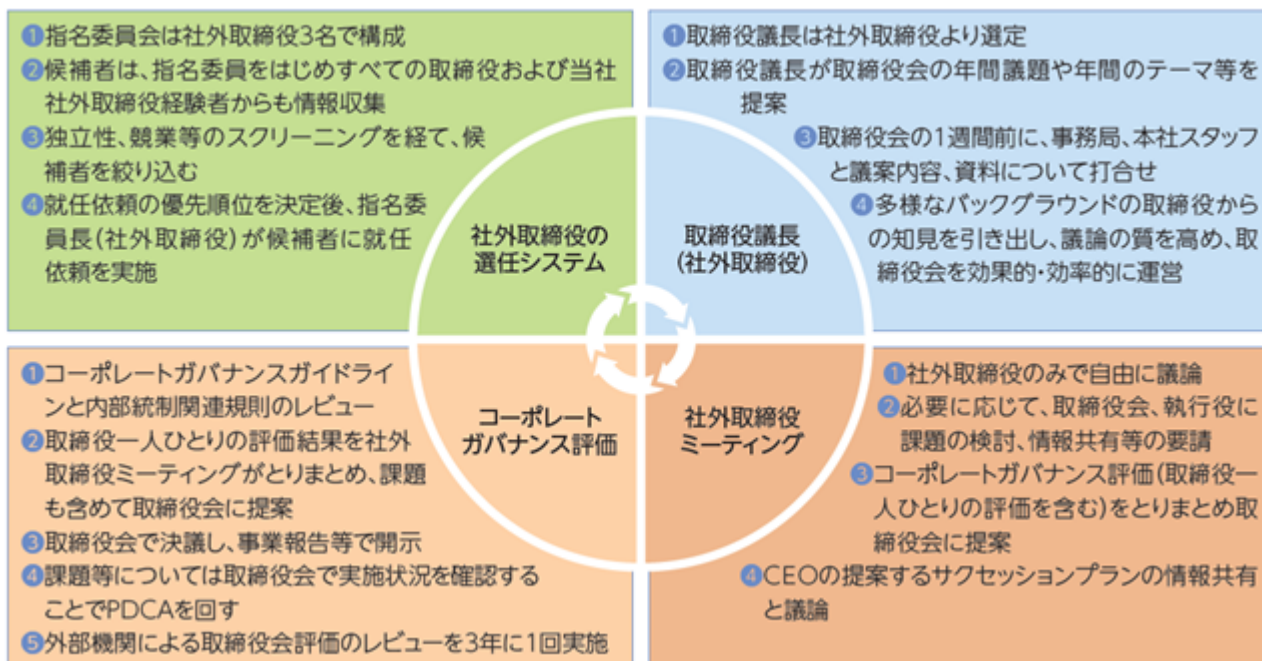 ❶指名委員会は社外取締役3名で構成
❷候補者は、指名委員をはじめすべての取締役および当社
社外取締役経験者からも情報収集
❸独立性、競業等のスクリーニングを経て、候
補者を絞り込む
❹就任依頼の優先順位を決定後、指名委
員長(社外取締役)が候補者に就任
依頼を実施
社外取締役の
選任システム
❶取締役議長は社外取締役より選定
❷取締役議長が取締役会の年間議題や年間のテーマ等を
提案
❸取締役会の1週間前に、事務局、本社スタッフ
と議案内容、資料について打合せ
❹多様なバックグラウンドの取締役から
の知見を引き出し、議論の質を高め、取
締役会を効果的・効率的に運営
取締役議長
(社外取締役)
❶コーポレートガバナンスガイドライ
ンと内部統制関連規則のレビュー
❷取締役一人ひとりの評価結果を社外
取締役ミーティングがとりまとめ、課題
も含めて取締役会に提案
❸取締役会で決議し、事業報告等で開示
❹課題等については取締役会で実施状況を確認する
ことでPDCAを回す
❺外部機関による取締役会評価のレビューを3年に1回実施
コーポレート
ガバナンス評価
❶社外取締役のみで自由に議論
❷必要に応じて、取締役会、執行役に
課題の検討、情報共有等の要請
❸コーポレートガバナンス評価(取締役一
人ひとりの評価を含む)をとりまとめ取
締役会に提案
❹CEOの提案するサクセッションプランの情報共有
と議論
社外取締役
ミーティング